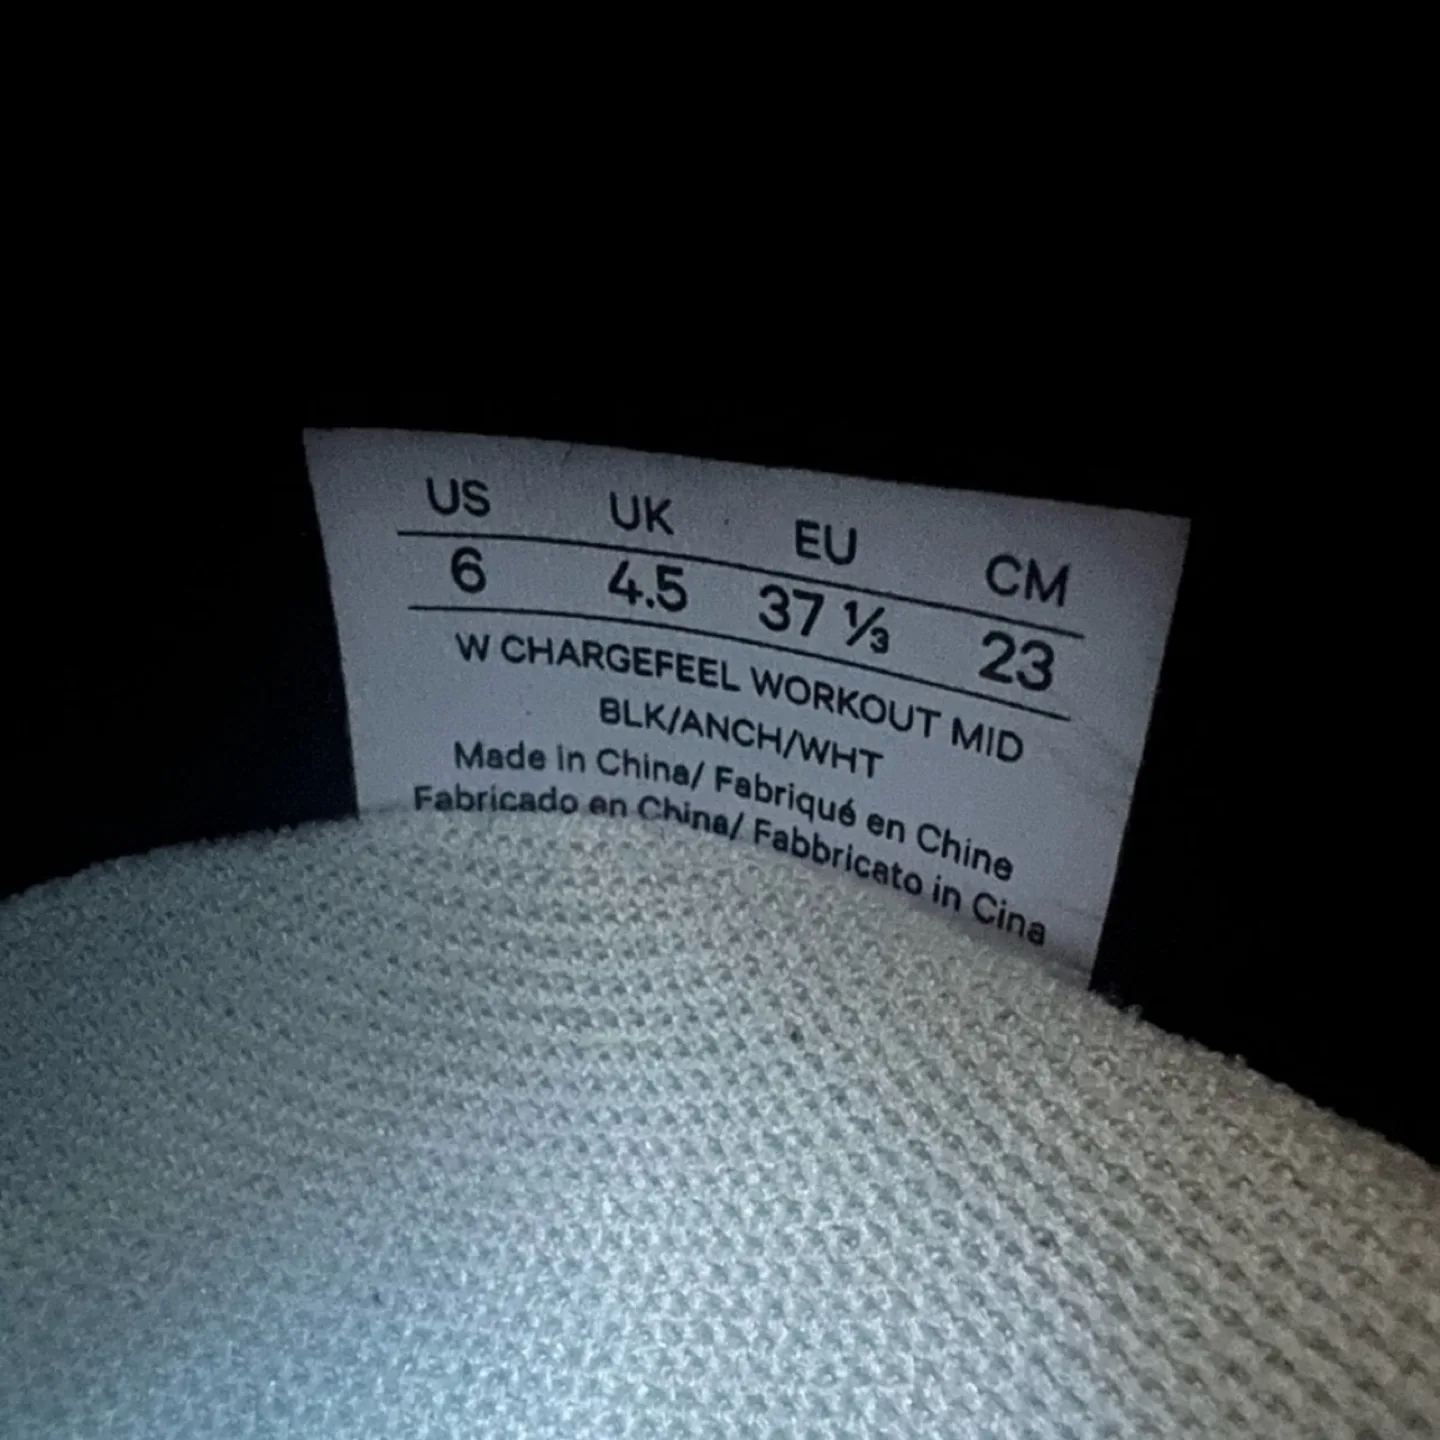 US UK EU CM
6 4.5 37 ⅓ 23
W CHARGEFEEL WORKOUT MID
BLK/ANCH/WHT
Made in China/ Fabriqué en Chine
Fabricado en China/ Fabbricato in Cina